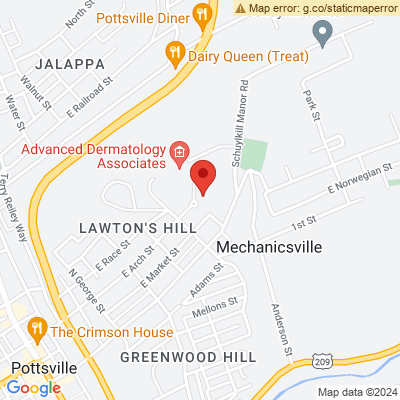 Map error: g.co/staticmaperror
North St
Pottsville Diner
Dairy Queen (Treat)
JALAPPA
Walnut St
E Railroad St
Water St
Schuylkill Manor Rd
Park St
Advanced Dermatology
Associates
Terry Reiley Way
E Norwegian St
1st St
LAWTON'S HILL
Mechanicsville
E Race St
E Arch St
E Market St
N George St
Adams St
Mellons St
Anderson St
The Crimson House
GREENWOOD HILL
209
Pottsville
Google
Map data ©2024